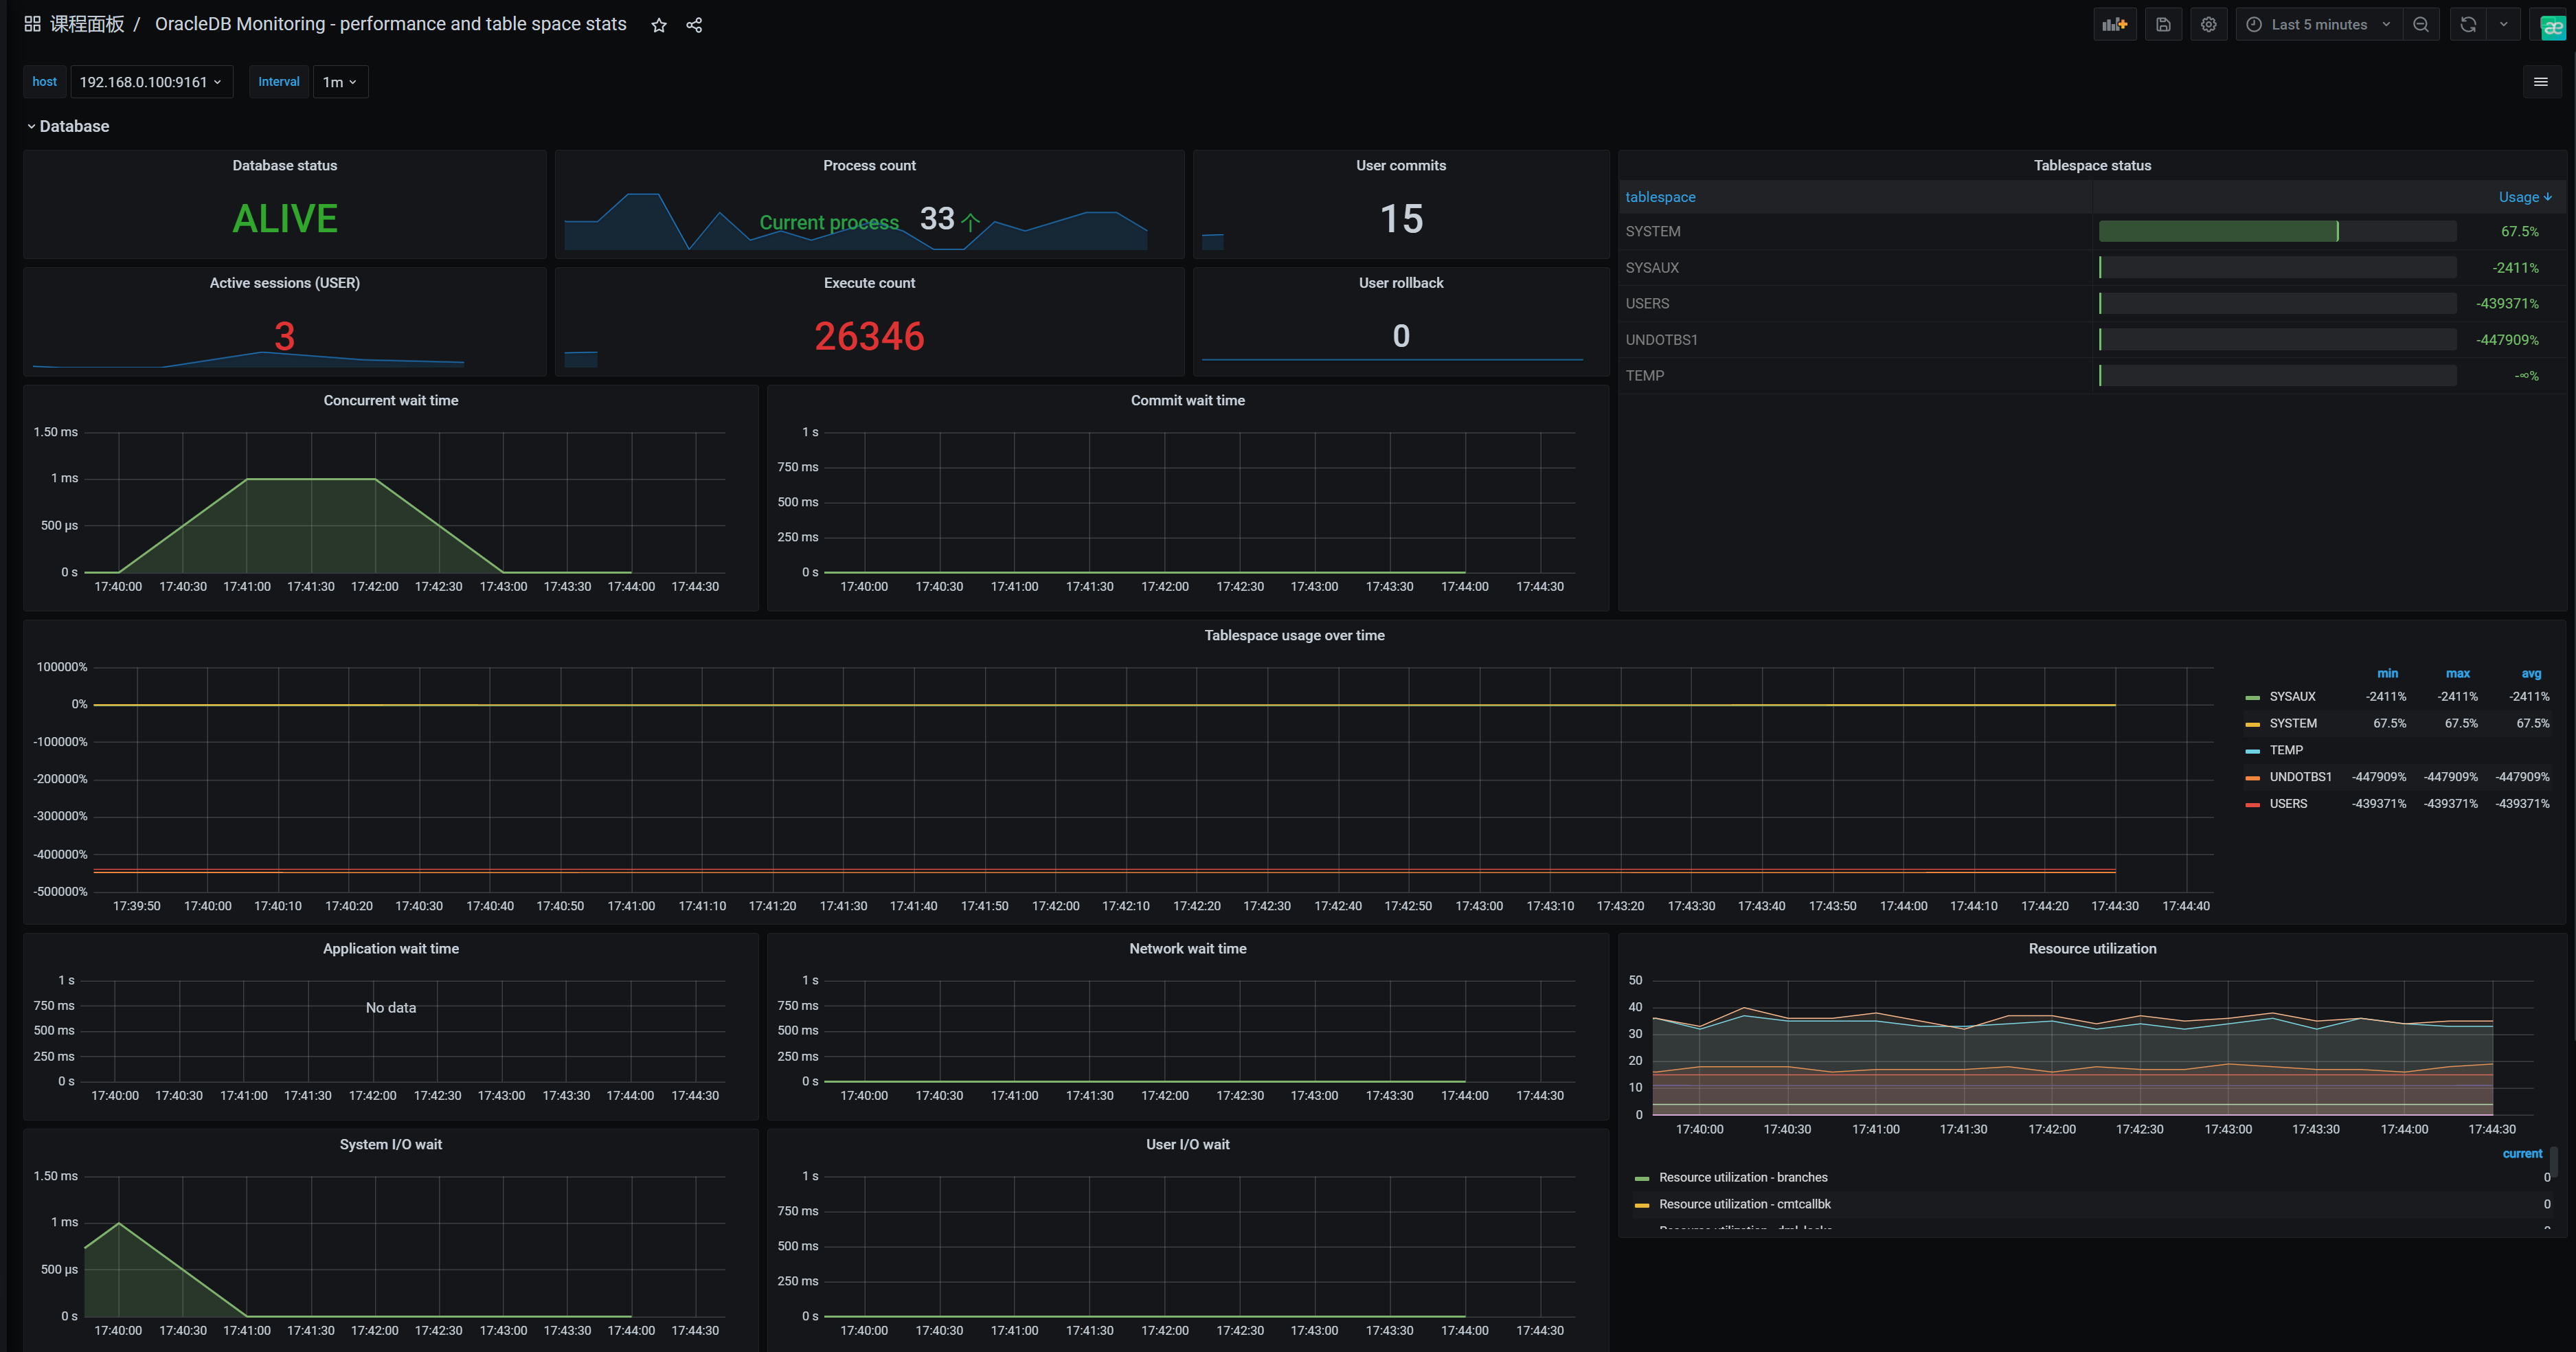 课程面板 / OracleDB Monitoring - performance and table space stats
Last 5 minutes
host 192.168.0.100:9161 Interval 1m
Database
Database status
ALIVE
Process count
Current process 33
User commits
15
Active sessions (USER)
3
Execute count
26346
User rollback
0
Tablespace status
tablespace Usage
SYSTEM 67.5%
SYSAUX -2411%
USERS -439371%
UNDOTBS1 -447909%
TEMP -∞%
Concurrent wait time
1.50 ms
1 ms
500 µs
0 s
17:40:00 17:40:30 17:41:00 17:41:30 17:42:00 17:42:30 17:43:00 17:43:30 17:44:00 17:44:30
Commit wait time
1 s
750 ms
500 ms
250 ms
0 s
17:40:00 17:40:30 17:41:00 17:41:30 17:42:00 17:42:30 17:43:00 17:43:30 17:44:00 17:44:30
Tablespace usage over time
100000%
0%
-100000%
-200000%
-300000%
-400000%
-500000%
17:39:50 17:40:00 17:40:10 17:40:20 17:40:30 17:40:40 17:40:50 17:41:00 17:41:10 17:41:20 17:41:30 17:41:40 17:41:50 17:42:00 17:42:10 17:42:20 17:42:30 17:42:40 17:42:50 17:43:00 17:43:10 17:43:20 17:43:30 17:43:40 17:43:50 17:44:00 17:44:10 17:44:20 17:44:30 17:44:40
min max avg
SYSAUX -2411% -2411% -2411%
SYSTEM 67.5% 67.5% 67.5%
TEMP
UNDOTBS1 -447909% -447909% -447909%
USERS -439371% -439371% -439371%
Application wait time
1 s
750 ms
No data
500 ms
250 ms
0 s
17:40:00 17:40:30 17:41:00 17:41:30 17:42:00 17:42:30 17:43:00 17:43:30 17:44:00 17:44:30
Network wait time
1 s
750 ms
500 ms
250 ms
0 s
17:40:00 17:40:30 17:41:00 17:41:30 17:42:00 17:42:30 17:43:00 17:43:30 17:44:00 17:44:30
Resource utilization
50
40
30
20
10
0
17:40:00 17:40:30 17:41:00 17:41:30 17:42:00 17:42:30 17:43:00 17:43:30 17:44:00 17:44:30
current
Resource utilization - branches 0
Resource utilization - cmtcallbk 0
System I/O wait
1.50 ms
1 ms
500 µs
0 s
17:40:00 17:40:30 17:41:00 17:41:30 17:42:00 17:42:30 17:43:00 17:43:30 17:44:00 17:44:30
User I/O wait
1 s
750 ms
500 ms
250 ms
0 s
17:40:00 17:40:30 17:41:00 17:41:30 17:42:00 17:42:30 17:43:00 17:43:30 17:44:00 17:44:30